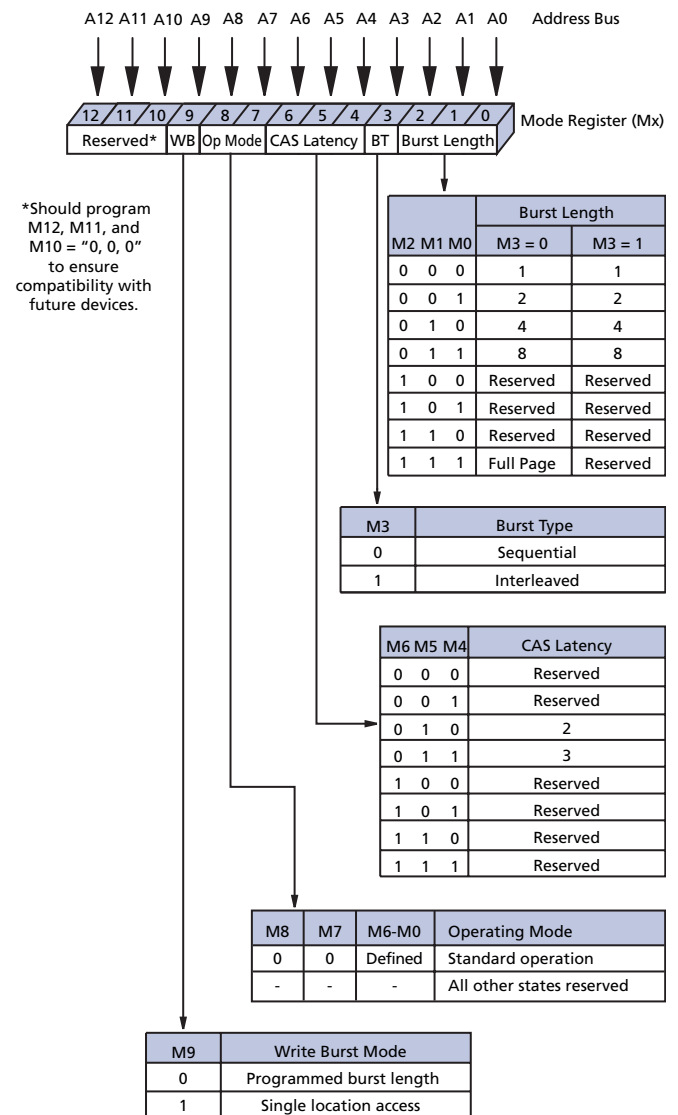 A12 A11 A10 A9 A8 A7 A6 A5 A4 A3 A2 A1 A0 Address Bus
12 11 10 9 8 7 6 5 4 3 2 1 0 Mode Register (Mx)
Reserved* WB Op Mode CAS Latency BT Burst Length
*Should program
M12, M11, and
M10 = “0, 0, 0”
to ensure
compatibility with
future devices.
Burst Length
M2 M1 M0 M3 = 0 M3 = 1
0 0 0 1 1
0 0 1 2 2
0 1 0 4 4
0 1 1 8 8
1 0 0 Reserved Reserved
1 0 1 Reserved Reserved
1 1 0 Reserved Reserved
1 1 1 Full Page Reserved
M3 Burst Type
0 Sequential
1 Interleaved
M6 M5 M4 CAS Latency
0 0 0 Reserved
0 0 1 Reserved
0 1 0 2
0 1 1 3
1 0 0 Reserved
1 0 1 Reserved
1 1 0 Reserved
1 1 1 Reserved
M8 M7 M6-M0 Operating Mode
0 0 Defined Standard operation
- - - All other states reserved
M9 Write Burst Mode
0 Programmed burst length
1 Single location access